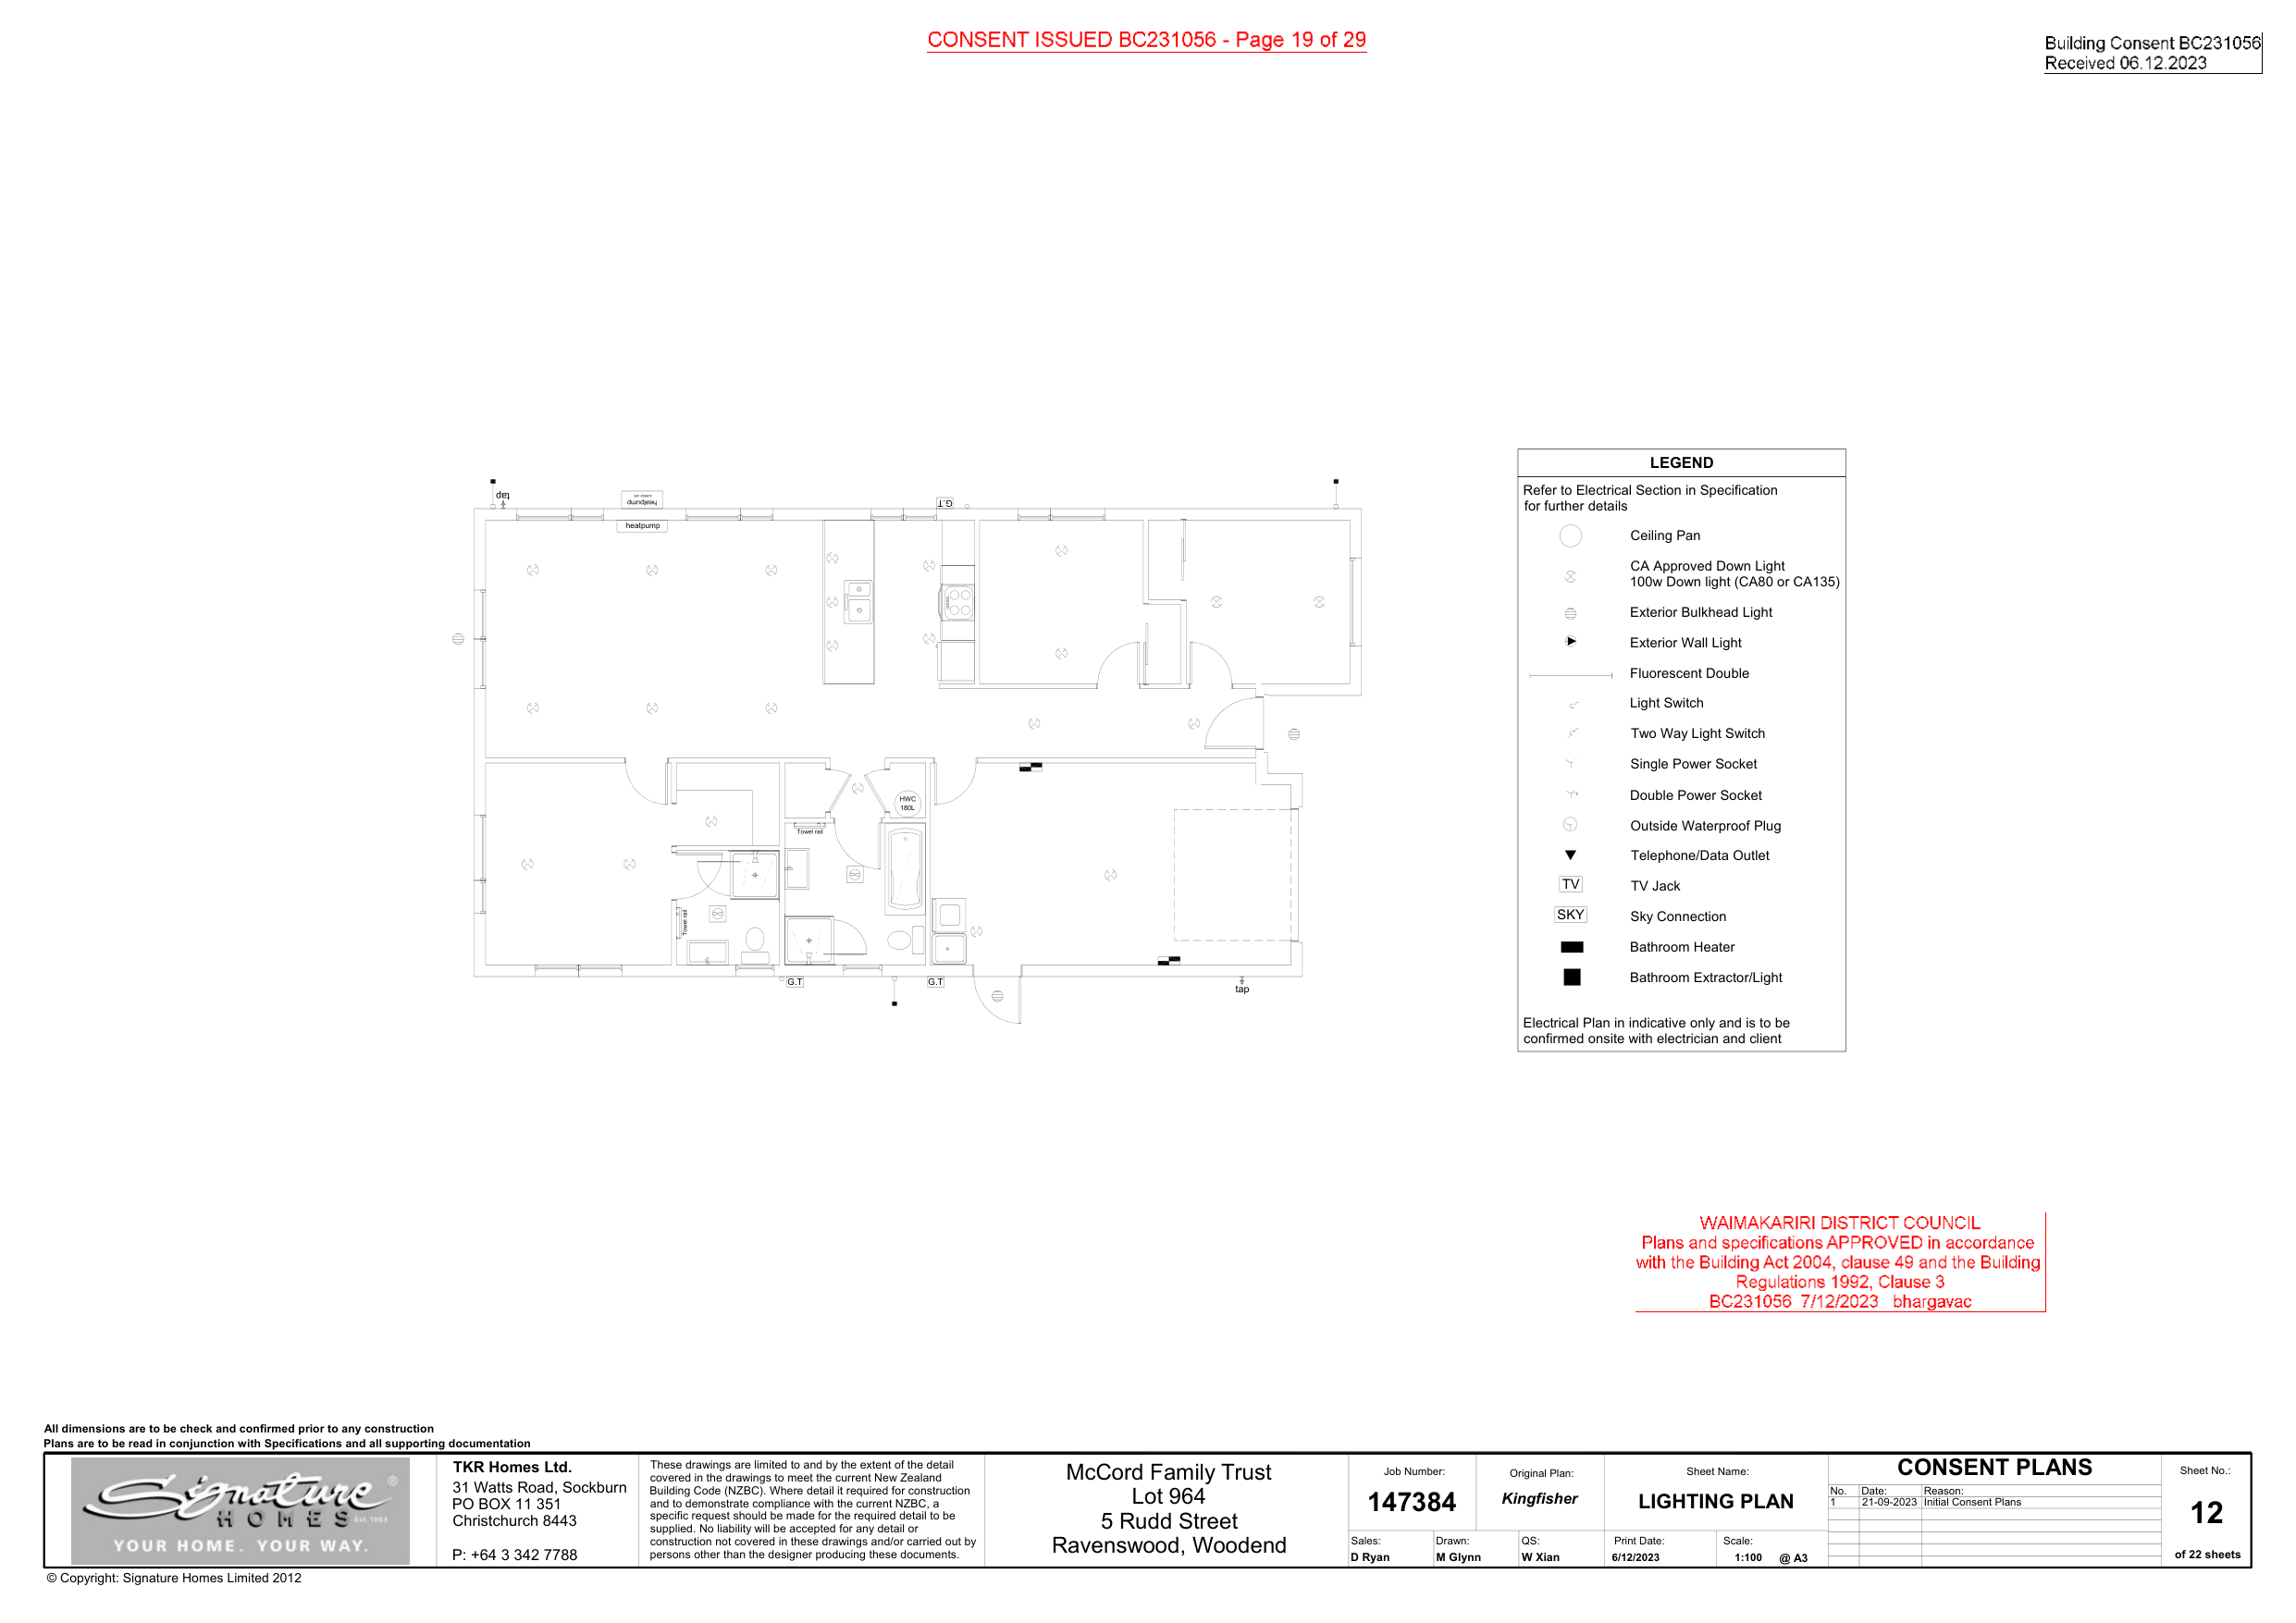 CONSENT ISSUED BC231056 - Page 19 of 29
Building Consent BC231056
Received 06.12.2023
tap
heatpump
heatpump
G.T
HWC
180L
Towel rail
Towel rail
G.T
G.T
tap
LEGEND
Refer to Electrical Section in Specification
for further details
Ceiling Pan
CA Approved Down Light
100w Down light (CA80 or CA135)
Exterior Bulkhead Light
Exterior Wall Light
Fluorescent Double
Light Switch
Two Way Light Switch
Single Power Socket
Double Power Socket
Outside Waterproof Plug
Telephone/Data Outlet
TV TV Jack
SKY Sky Connection
Bathroom Heater
Bathroom Extractor/Light
Electrical Plan in indicative only and is to be
confirmed onsite with electrician and client
WAIMAKARIRI DISTRICT COUNCIL
Plans and specifications APPROVED in accordance
with the Building Act 2004, clause 49 and the Building
Regulations 1992, Clause 3
BC231056 7/12/2023 bhargavac
All dimensions are to be check and confirmed prior to any construction
Plans are to be read in conjunction with Specifications and all supporting documentation
Signature ®
HOMES Est. 1983
YOUR HOME. YOUR WAY.
TKR Homes Ltd.
31 Watts Road, Sockburn
PO BOX 11 351
Christchurch 8443
P: +64 3 342 7788
These drawings are limited to and by the extent of the detail
covered in the drawings to meet the current New Zealand
Building Code (NZBC). Where detail it required for construction
and to demonstrate compliance with the current NZBC, a
specific request should be made for the required detail to be
supplied. No liability will be accepted for any detail or
construction not covered in these drawings and/or carried out by
persons other than the designer producing these documents.
McCord Family Trust
Lot 964
5 Rudd Street
Ravenswood, Woodend
Job Number:
147384
Original Plan:
Kingfisher
Sheet Name:
LIGHTING PLAN
Sales:
D Ryan
Drawn:
M Glynn
QS:
W Xian
Print Date:
6/12/2023
Scale:
1:100 @ A3
CONSENT PLANS
No. Date: Reason:
1 21-09-2023 Initial Consent Plans
Sheet No.:
12
of 22 sheets
© Copyright: Signature Homes Limited 2012